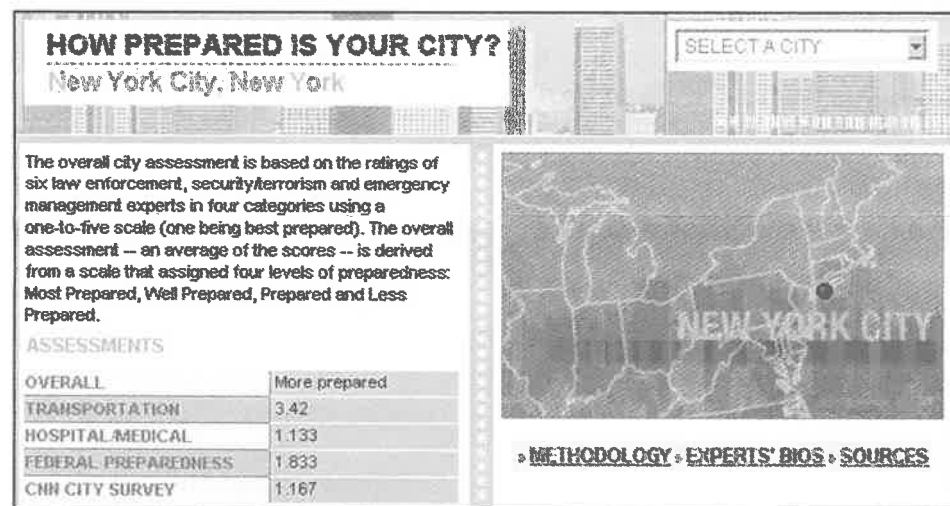 HOW PREPARED IS YOUR CITY?
New York City, New York
SELECT A CITY
The overall city assessment is based on the ratings of
six law enforcement, security/terrorism and emergency
management experts in four categories using a
one-to-five scale (one being best prepared). The overall
assessment -- an average of the scores -- is derived
from a scale that assigned four levels of preparedness:
Most Prepared, Well Prepared, Prepared and Less
Prepared.
ASSESSMENTS
OVERALL More prepared
TRANSPORTATION 3.42
HOSPITAL/MEDICAL 1.133
FEDERAL PREPAREDNESS 1.833
CNN CITY SURVEY 1.167
NEW YORK CITY
» METHODOLOGY » EXPERTS' BIOS » SOURCES